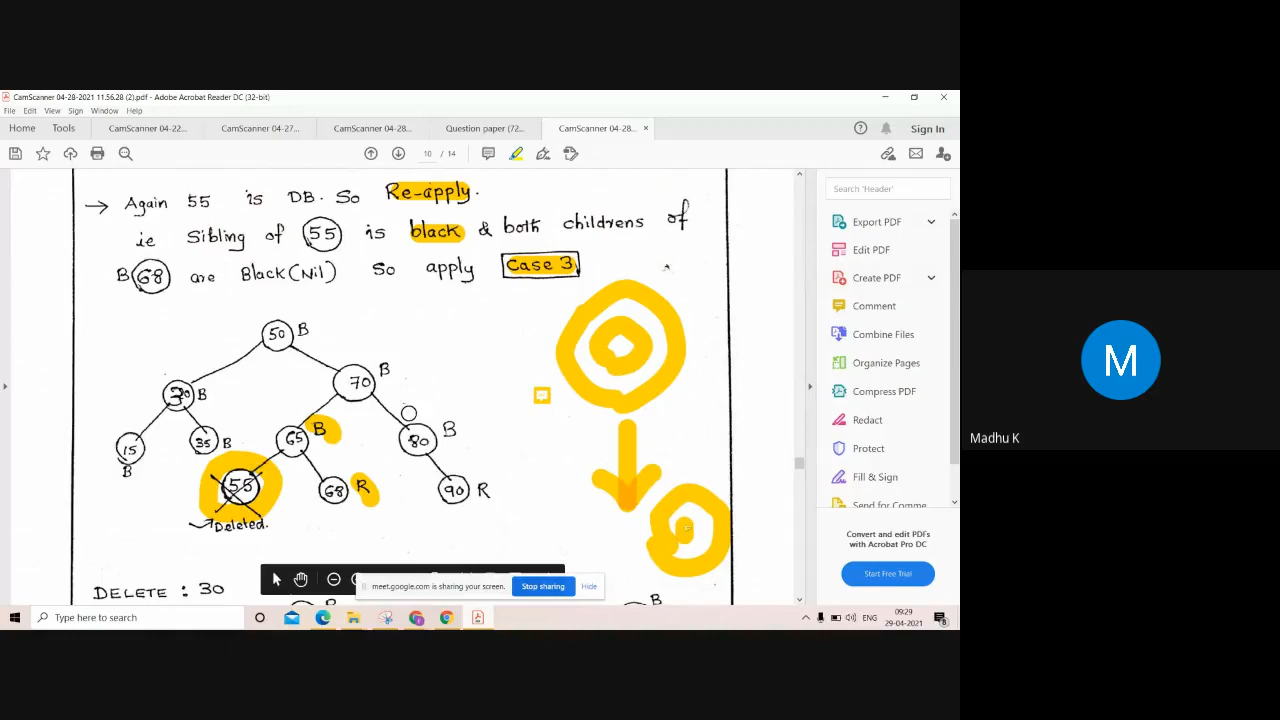 CamScanner 04-28-2021 11.56.28 (2).pdf - Adobe Acrobat Reader DC (32-bit)
File Edit View Sign Window Help
Home Tools CamScanner 04-22... CamScanner 04-27... CamScanner 04-28... Question paper (72... CamScanner 04-28... × Sign In
10 / 14
→ Again 55 is DB. So Re-apply.
ie Sibling of 55 is black & both childrens of
B 68 are Black(Nil) So apply Case 3
50 B
70 B
30 B
65 B
80 B
15 B
35 B
55
68 R
90 R
Deleted.
DELETE : 30
B
meet.google.com is sharing your screen. Stop sharing Hide
Search 'Header'
Export PDF
Edit PDF
Create PDF
Comment
Combine Files
Organize Pages
Compress PDF
Redact
Protect
Fill & Sign
Send for Comme
Convert and edit PDFs
with Acrobat Pro DC
Start Free Trial
Type here to search
ENG
09:29
29-04-2021
8
M
Madhu K